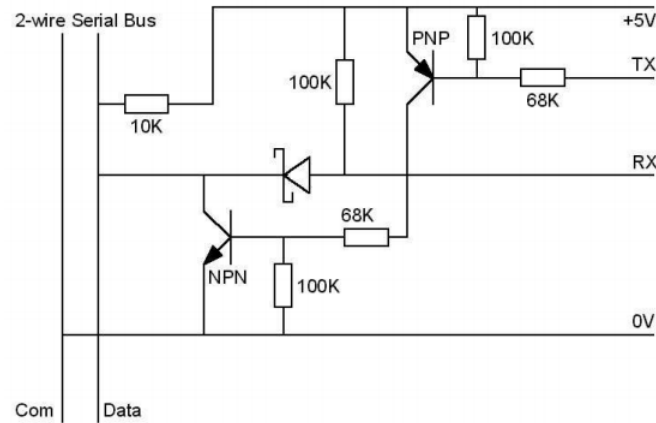 2-wire Serial Bus
PNP
+5V
100K
TX
100K
68K
10K
RX
68K
NPN
100K
0V
Com
Data